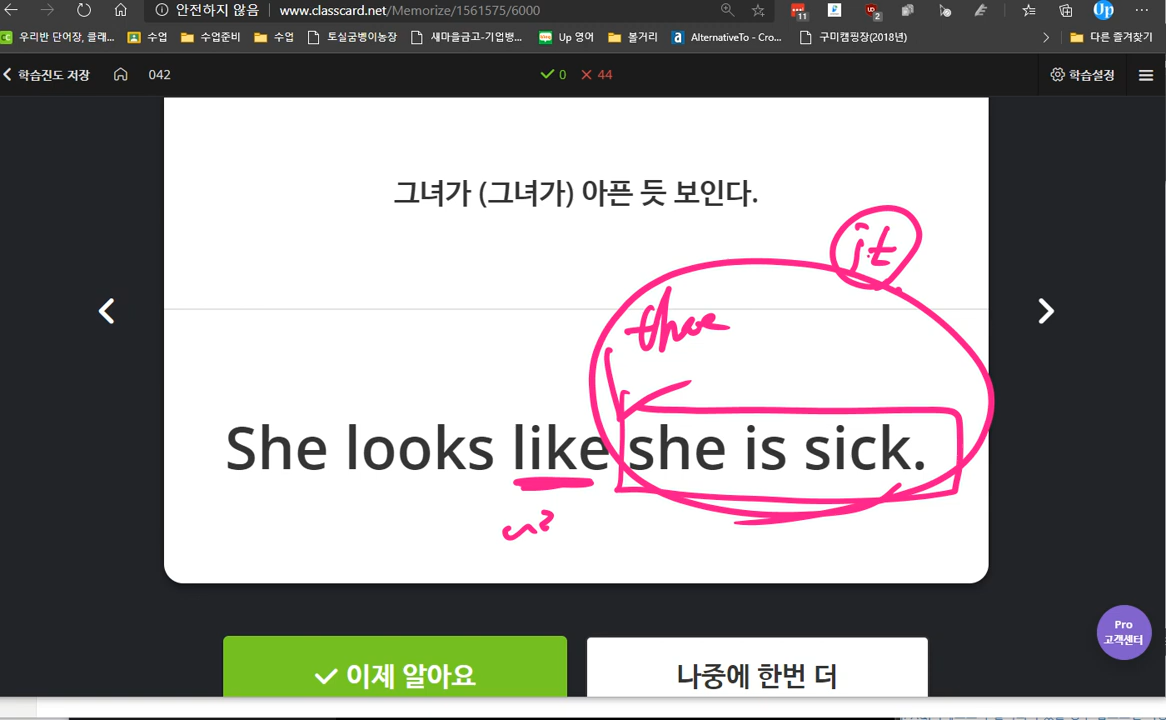 안전하지 않음 www.classcard.net/Memorize/1561575/6000
우리반 단어장, 클래... 수업 수업준비 수업 토실굼벵이농장 새마을금고-기업뱅... Up 영어 볼거리 AlternativeTo - Cro... 구미캠핑장(2018년) 다른 즐겨찾기
학습진도 저장 042 0 44 학습설정
그녀가 (그녀가) 아픈 듯 보인다.
it
She looks like she is sick.
Pro
고객센터
이제 알아요 나중에 한번 더